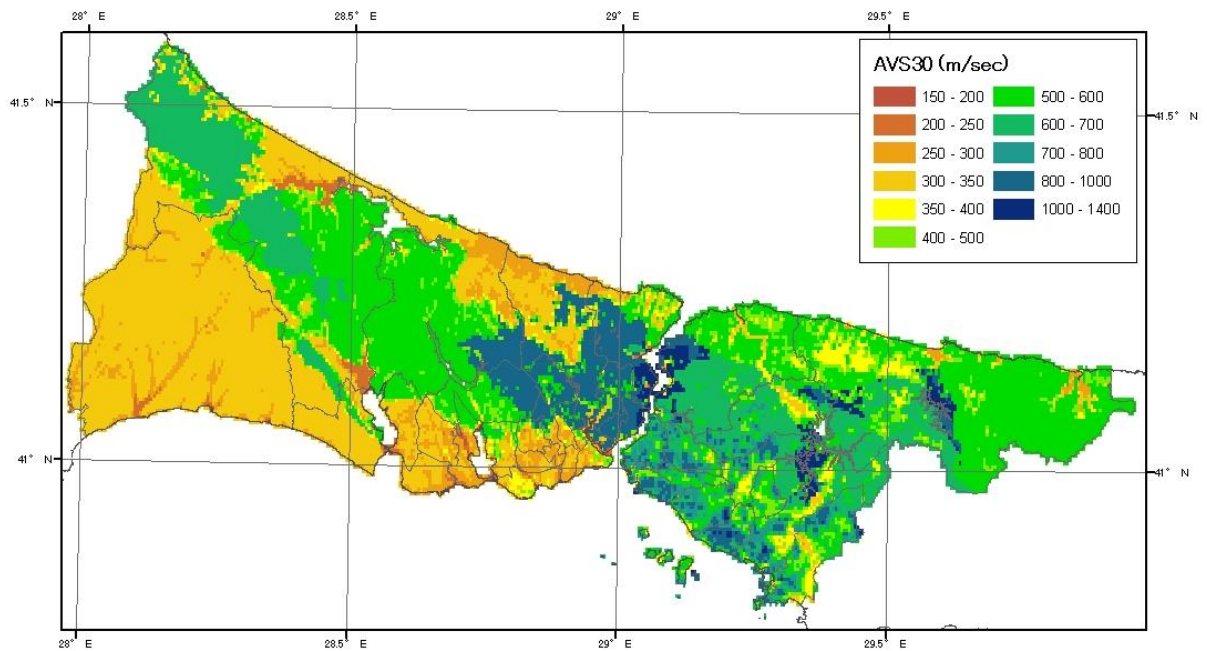 28° E 28.5° E 29° E 29.5° E
AVS30 (m/sec)
150 - 200 500 - 600
200 - 250 600 - 700
250 - 300 700 - 800
300 - 350 800 - 1000
350 - 400 1000 - 1400
400 - 500
41.5° N 41.5° N
41° N 41° N
28° E 28.5° E 29° E 29.5° E